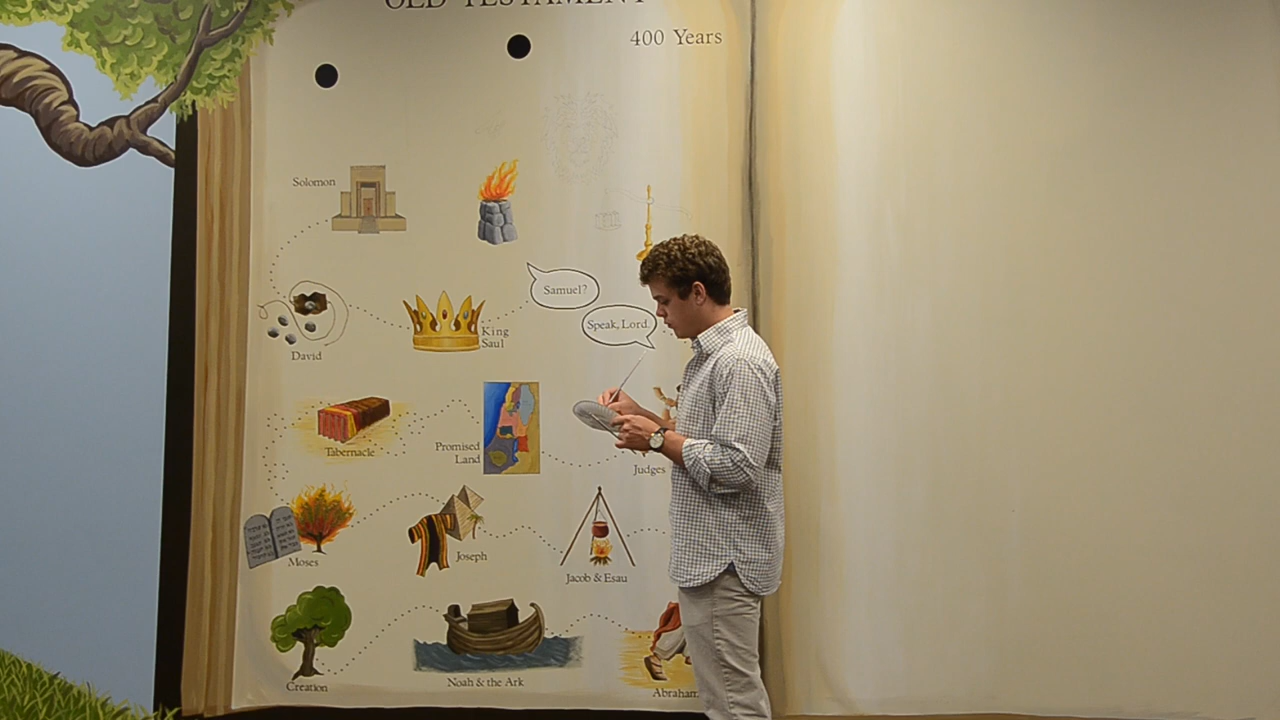 OLD TESTAMENT
400 Years
Solomon
Samuel?
Speak, Lord.
David
King
Saul
Tabernacle
Promised
Land
Judges
Moses
Joseph
Jacob & Esau
Creation
Noah & the Ark
Abraham